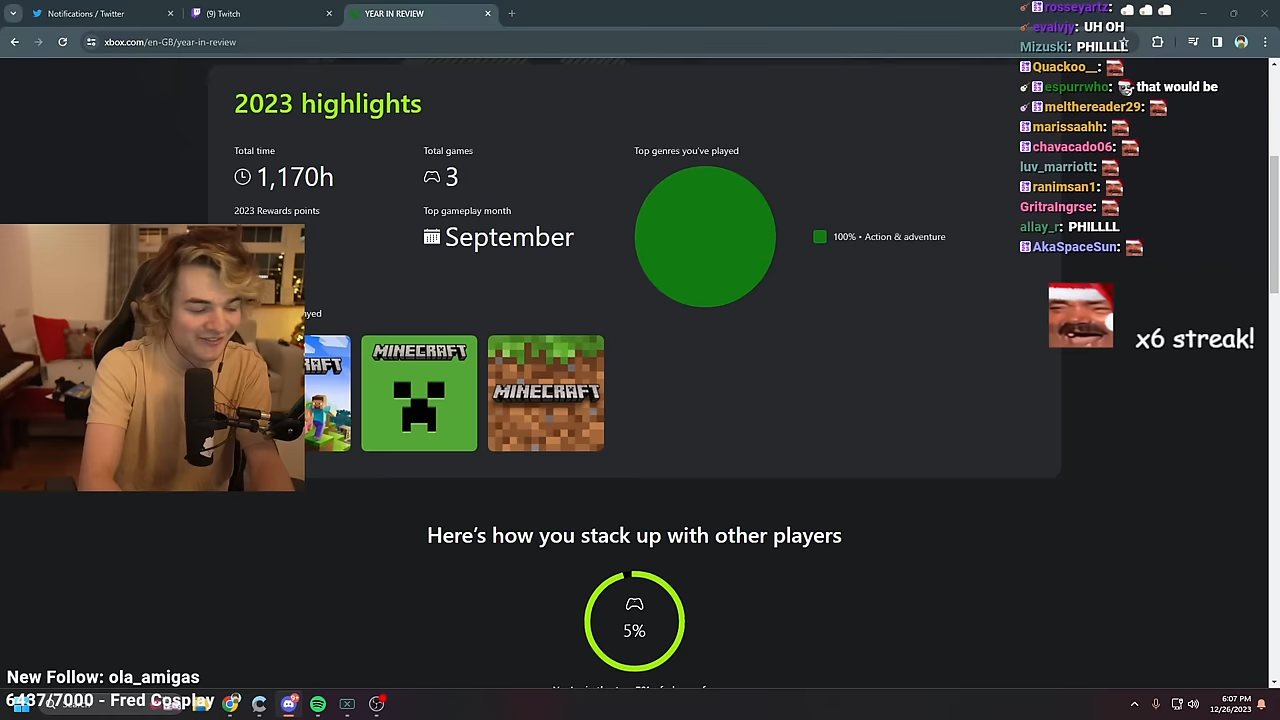 Notifications / Twitter
(9) Twitch
YEAR IN REVIEW
xbox.com/en-GB/year-in-review
2023 highlights
Total time
1,170h
Total games
3
Top genres you've played
100% • Action & adventure
2023 Rewards points
Top gameplay month
September
yed
RAFT
MINECRAFT
MINECRAFT
Here's how you stack up with other players
5%
rosseyartz:
evalvjy: UH OH
Mizuski: PHILLLL
Quackoo__:
espurrwho: that would be
melthereader29:
marissaahh:
chavacado06:
luv_marriott:
ranimsan1:
GritraIngrse:
allay_r: PHILLLL
AkaSpaceSun:
x6 streak!
New Follow: ola_amigas
6437/7000 - Fred Cosplay
6:07 PM
12/26/2023